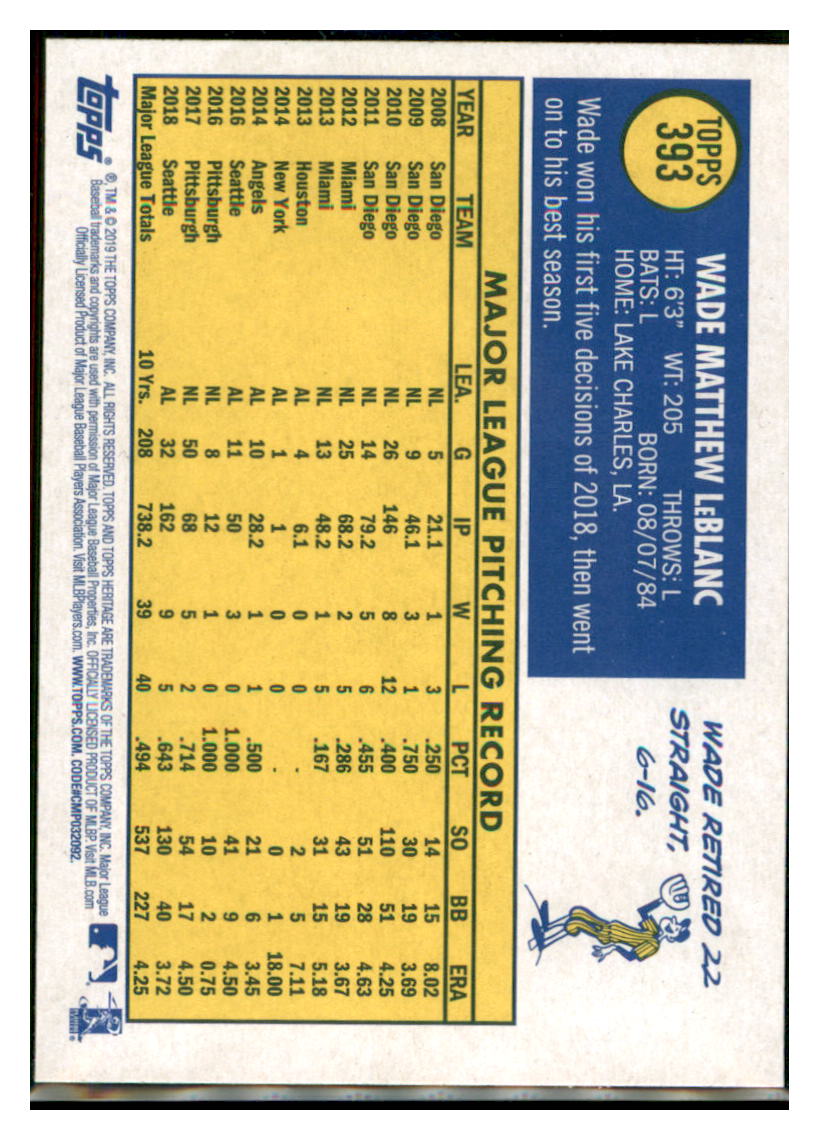 TOPPS
393
WADE MATTHEW LeBLANC
HT: 6'3" WT: 205 THROWS: L
BATS: L BORN: 08/07/84
HOME: LAKE CHARLES, LA.
Wade won his first five decisions of 2018, then went
on to his best season.
WADE RETIRED 22
STRAIGHT,
6-16.
MAJOR LEAGUE PITCHING RECORD
YEAR TEAM LEA. G IP W L PCT SO BB ERA
2008 San Diego NL 5 21.1 1 3 .250 14 15 8.02
2009 San Diego NL 9 46.1 3 1 .750 30 19 3.69
2010 San Diego NL 26 146 8 12 .400 110 51 4.25
2011 San Diego NL 14 79.2 5 6 .455 51 28 4.63
2012 Miami NL 25 68.2 2 5 .286 43 19 3.67
2013 Miami NL 13 48.2 1 5 .167 31 15 5.18
2013 Houston AL 4 6.1 0 0 - 2 5 7.11
2014 New York AL 1 1 0 0 - 0 1 18.00
2014 Angels AL 10 28.2 1 1 .500 21 6 3.45
2016 Seattle AL 11 50 3 0 1.000 41 9 4.50
2016 Pittsburgh NL 8 12 1 0 1.000 10 2 0.75
2017 Pittsburgh NL 50 68 5 2 .714 54 17 4.50
2018 Seattle AL 32 162 9 5 .643 130 40 3.72
Major League Totals 10 Yrs. 208 738.2 39 40 .494 537 227 4.25
topps ®, TM & © 2019 THE TOPPS COMPANY, INC. ALL RIGHTS RESERVED. TOPPS AND TOPPS HERITAGE ARE TRADEMARKS OF THE TOPPS COMPANY, INC. Major League
Baseball trademarks and copyrights are used with permission of Major League Baseball Properties, Inc. OFFICIALLY LICENSED PRODUCT OF MLBP. Visit MLB.com
Officially Licensed Product of Major League Baseball Players Association. Visit MLBPlayers.com. WWW.TOPPS.COM. CODE#CMP032092.